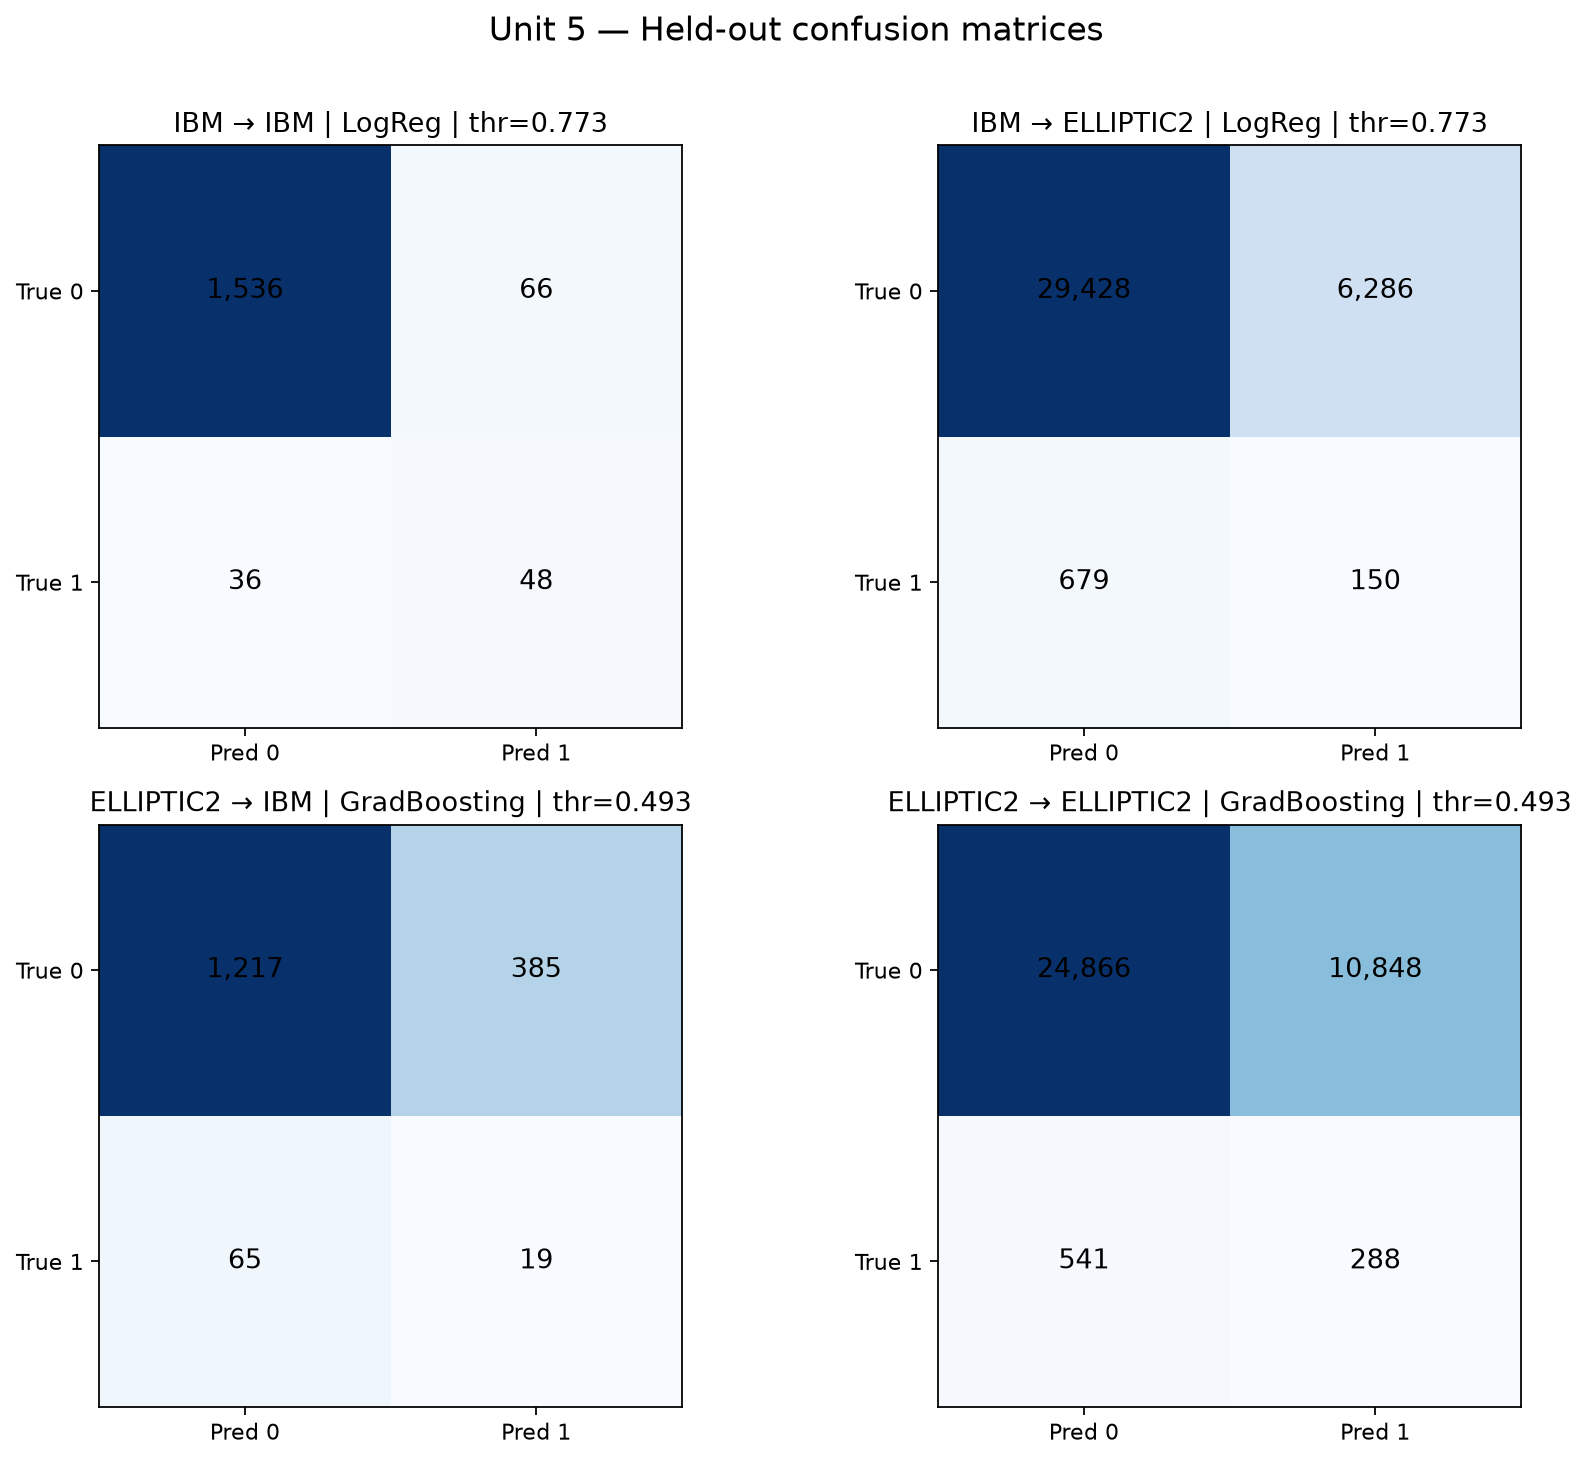 Unit 5 — Held-out confusion matrices
IBM → IBM | LogReg | thr=0.773
True 0
1,536
66
True 1
36
48
Pred 0
Pred 1
IBM → ELLIPTIC2 | LogReg | thr=0.773
True 0
29,428
6,286
True 1
679
150
Pred 0
Pred 1
ELLIPTIC2 → IBM | GradBoosting | thr=0.493
True 0
1,217
385
True 1
65
19
Pred 0
Pred 1
ELLIPTIC2 → ELLIPTIC2 | GradBoosting | thr=0.493
True 0
24,866
10,848
True 1
541
288
Pred 0
Pred 1